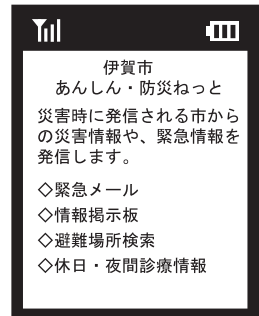 伊賀市
あんしん・防災ねっと
災害時に発信される市から
の災害情報や、緊急情報を
発信します。
◇緊急メール
◇情報掲示板
◇避難場所検索
◇休日・夜間診療情報